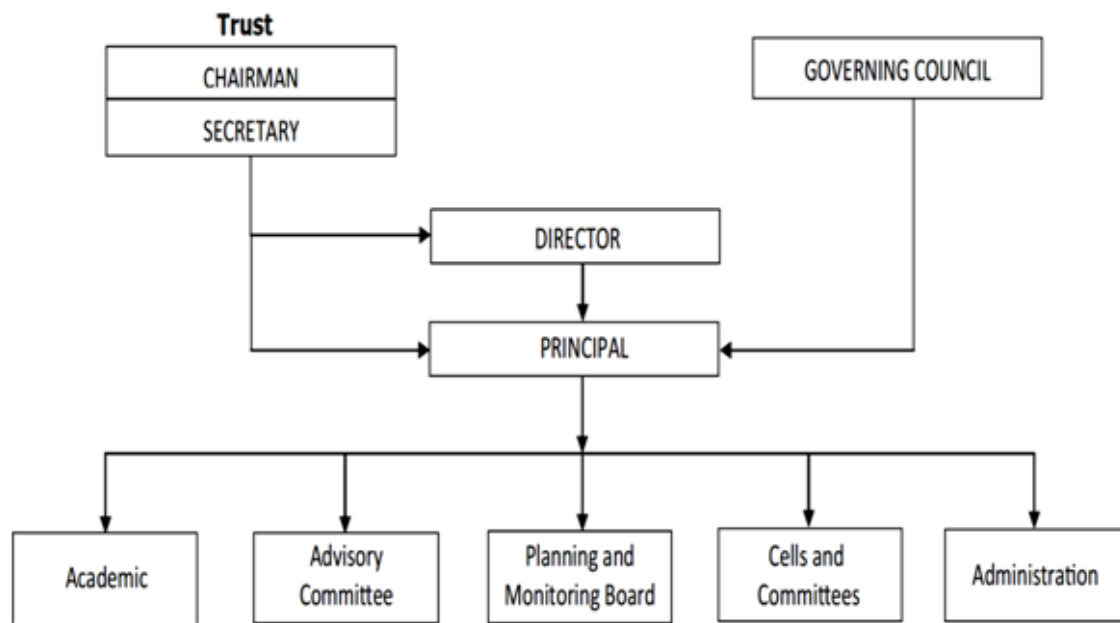 Trust
CHAIRMAN
SECRETARY
GOVERNING COUNCIL
DIRECTOR
PRINCIPAL
Academic
Advisory
Committee
Planning and
Monitoring Board
Cells and
Committees
Administration